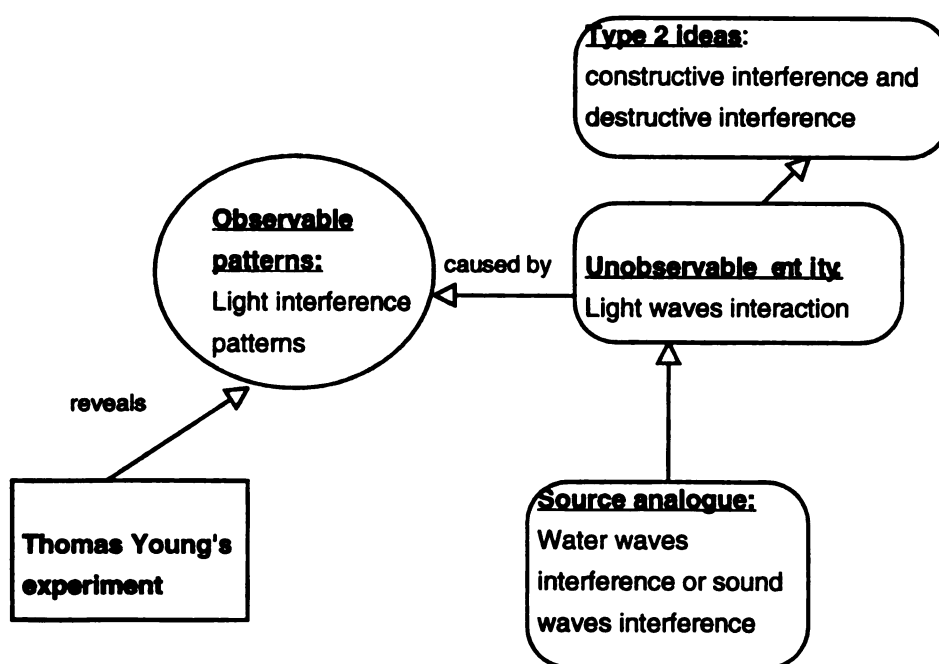 Type 2 ideas:
constructive interference and
destructive interference
Observable
patterns:
Light interference
patterns
caused by
Unobservable ent ity.
Light waves interaction
reveals
Thomas Young's
experiment
Source analogue:
Water waves
interference or sound
waves interference